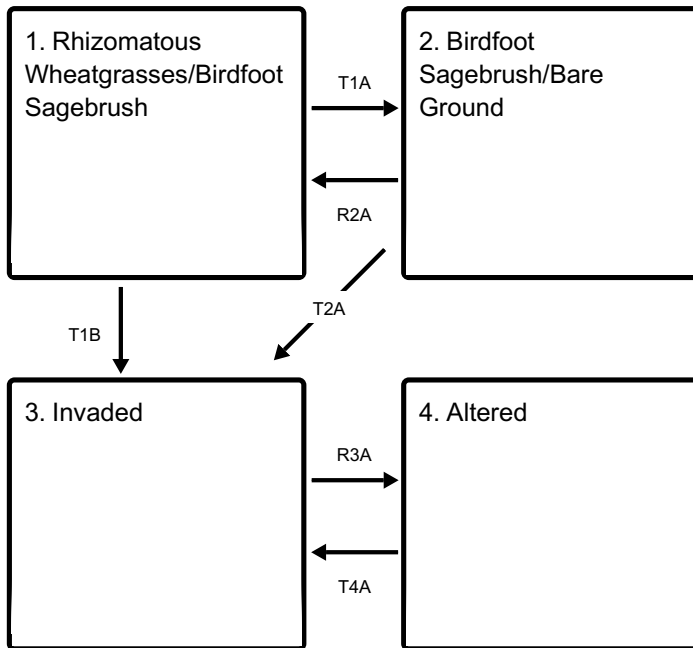 1. Rhizomatous
Wheatgrasses/Birdfoot
Sagebrush
T1A
2. Birdfoot
Sagebrush/Bare
Ground
R2A
T2A
T1B
3. Invaded
R3A
4. Altered
T4A